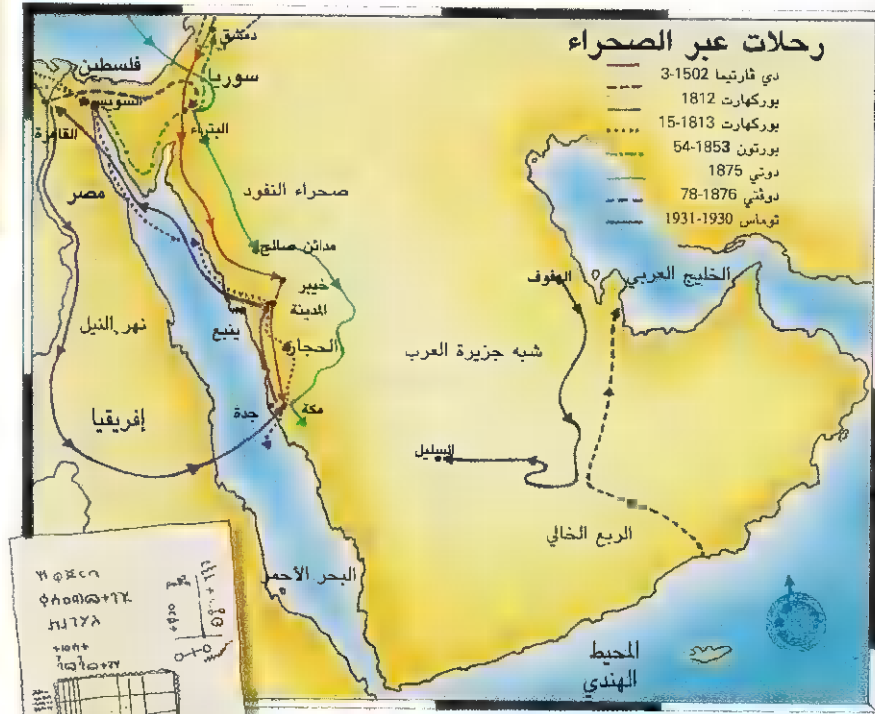 رحلات عبر الصحراء
دي ڤارتيما 1502-3
بوركهارت 1812
بوركهارت 1813-15
بورتون 1853-54
دوتي 1875
دوڤتي 1876-78
توماس 1930-1931
دمشق
فلسطين
سوريا
السويس
القاهرة
البتراء
مصر
صحراء النفود
مدائن صالح
خيبر
المدينة
ينبع
الحجاز
نهر النيل
الهفوف
الخليج العربي
شبه جزيرة العرب
إفريقيا
جدة
مكة
السليل
الربع الخالي
البحر الأحمر
المحيط
الهندي